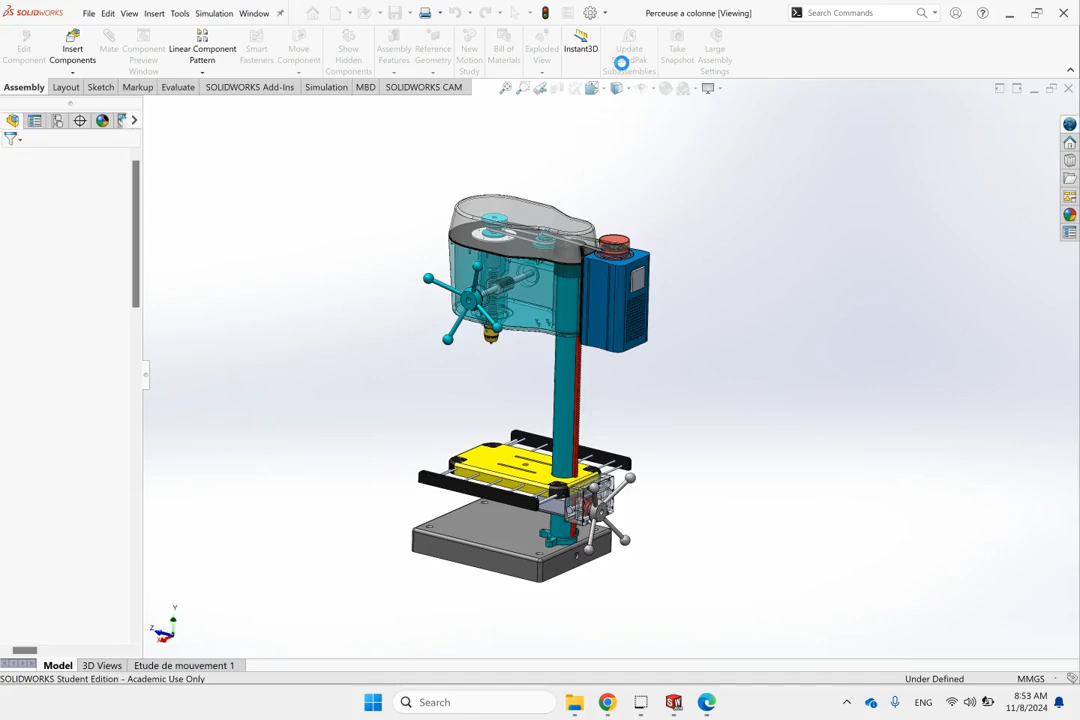 SOLIDWORKS File Edit View Insert Tools Simulation Window Perceuse a colonne [Viewing] Search Commands
Edit Component
Insert Components
Mate
Component Preview Window
Linear Component Pattern
Smart Fasteners
Move Component
Show Hidden Components
Assembly Features
Reference Geometry
New Motion Study
Bill of Materials
Exploded View
Instant3D
Update Subassemblies
Take Snapshot
Large Assembly Settings
Assembly Layout Sketch Markup Evaluate SOLIDWORKS Add-Ins Simulation MBD SOLIDWORKS CAM
Y
Z
X
Model 3D Views Etude de mouvement 1
SOLIDWORKS Student Edition - Academic Use Only Under Defined MMGS
Search ENG 8:53 AM
11/8/2024